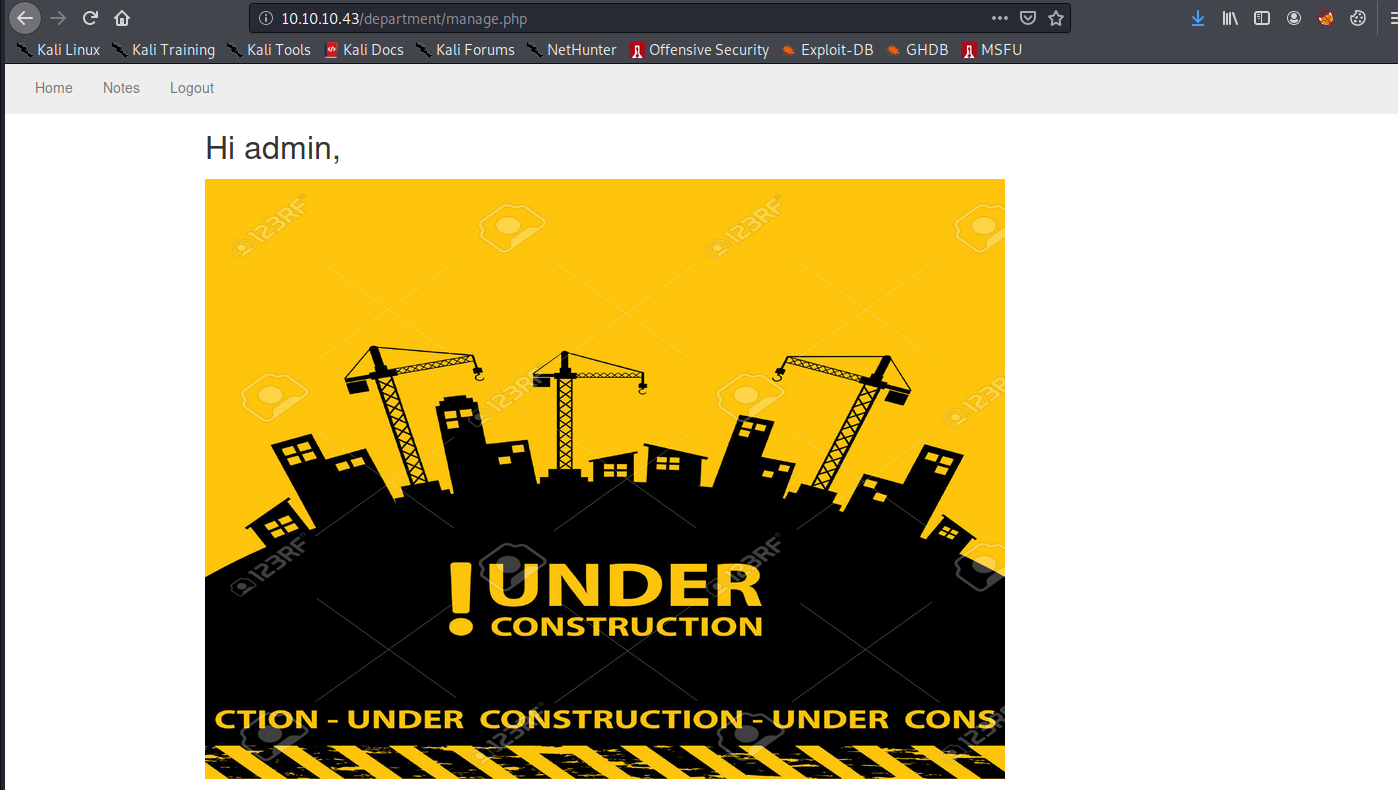 10.10.10.43/department/manage.php
Kali Linux Kali Training Kali Tools Kali Docs Kali Forums NetHunter Offensive Security Exploit-DB GHDB MSFU
Home Notes Logout
Hi admin,
123RF 123RF
123RF 123RF
! UNDER
CONSTRUCTION
123RF 123RF
CTION - UNDER CONSTRUCTION - UNDER CONS
123RF 123RF